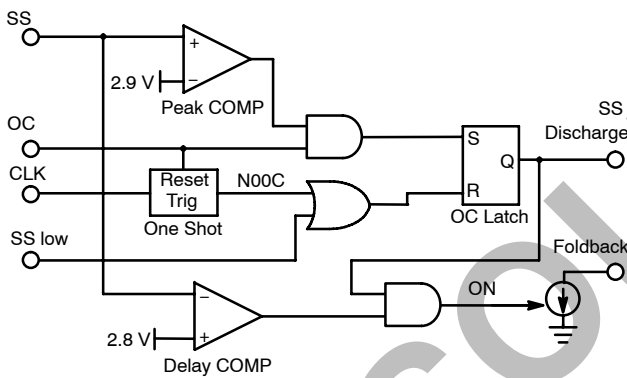 SS
+
2.9 V
−
Peak COMP
OC
CLK
Reset
Trig
One Shot
N00C
SS low
S
Q
R
OC Latch
SS
Discharge
Foldback
ON
−
2.8 V
+
Delay COMP